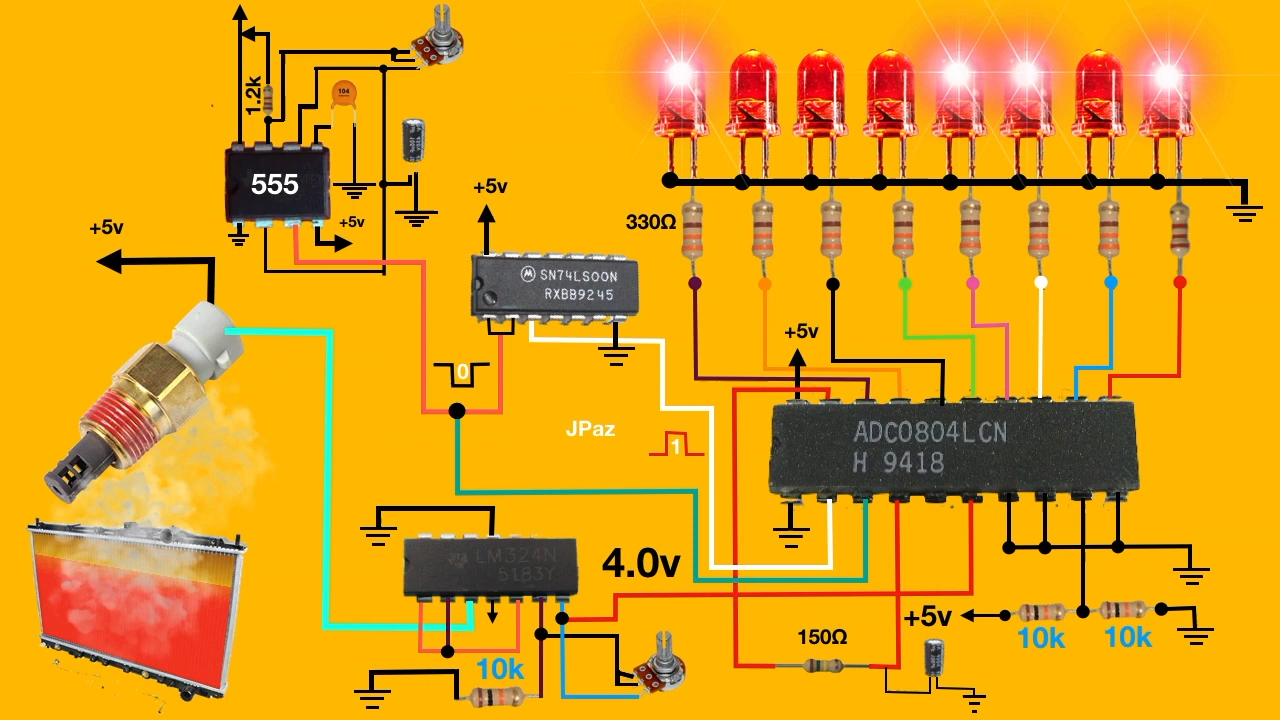 1.2k
104
555
+5v
+5v
+5v
SN74LS00N
RXBB9245
330Ω
+5v
0
JPaz
1
ADC0804LCN
H 9418
LM324N
5183Y
4.0v
10k
150Ω
+5v
10k
10k